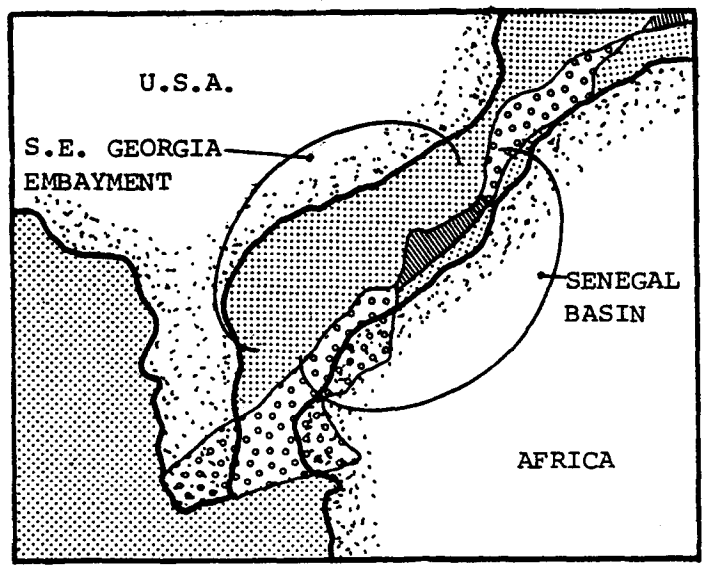 U.S.A.
S.E. GEORGIA
EMBAYMENT
SENEGAL
BASIN
AFRICA